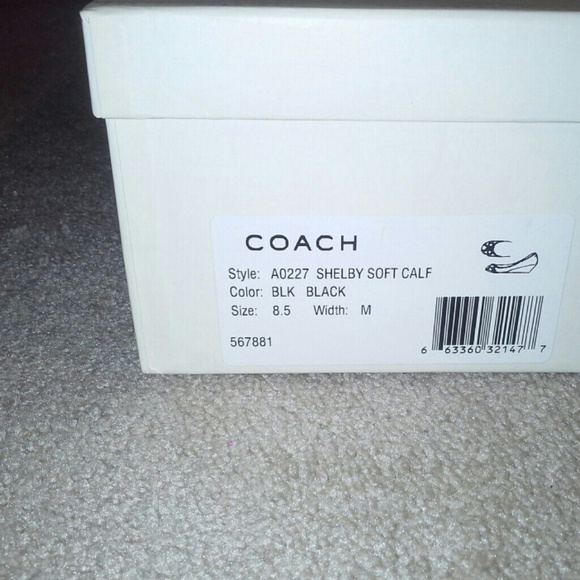 COACH
Style: A0227 SHELBY SOFT CALF
Color: BLK BLACK
Size: 8.5 Width: M
567881
6 63360 32147 7